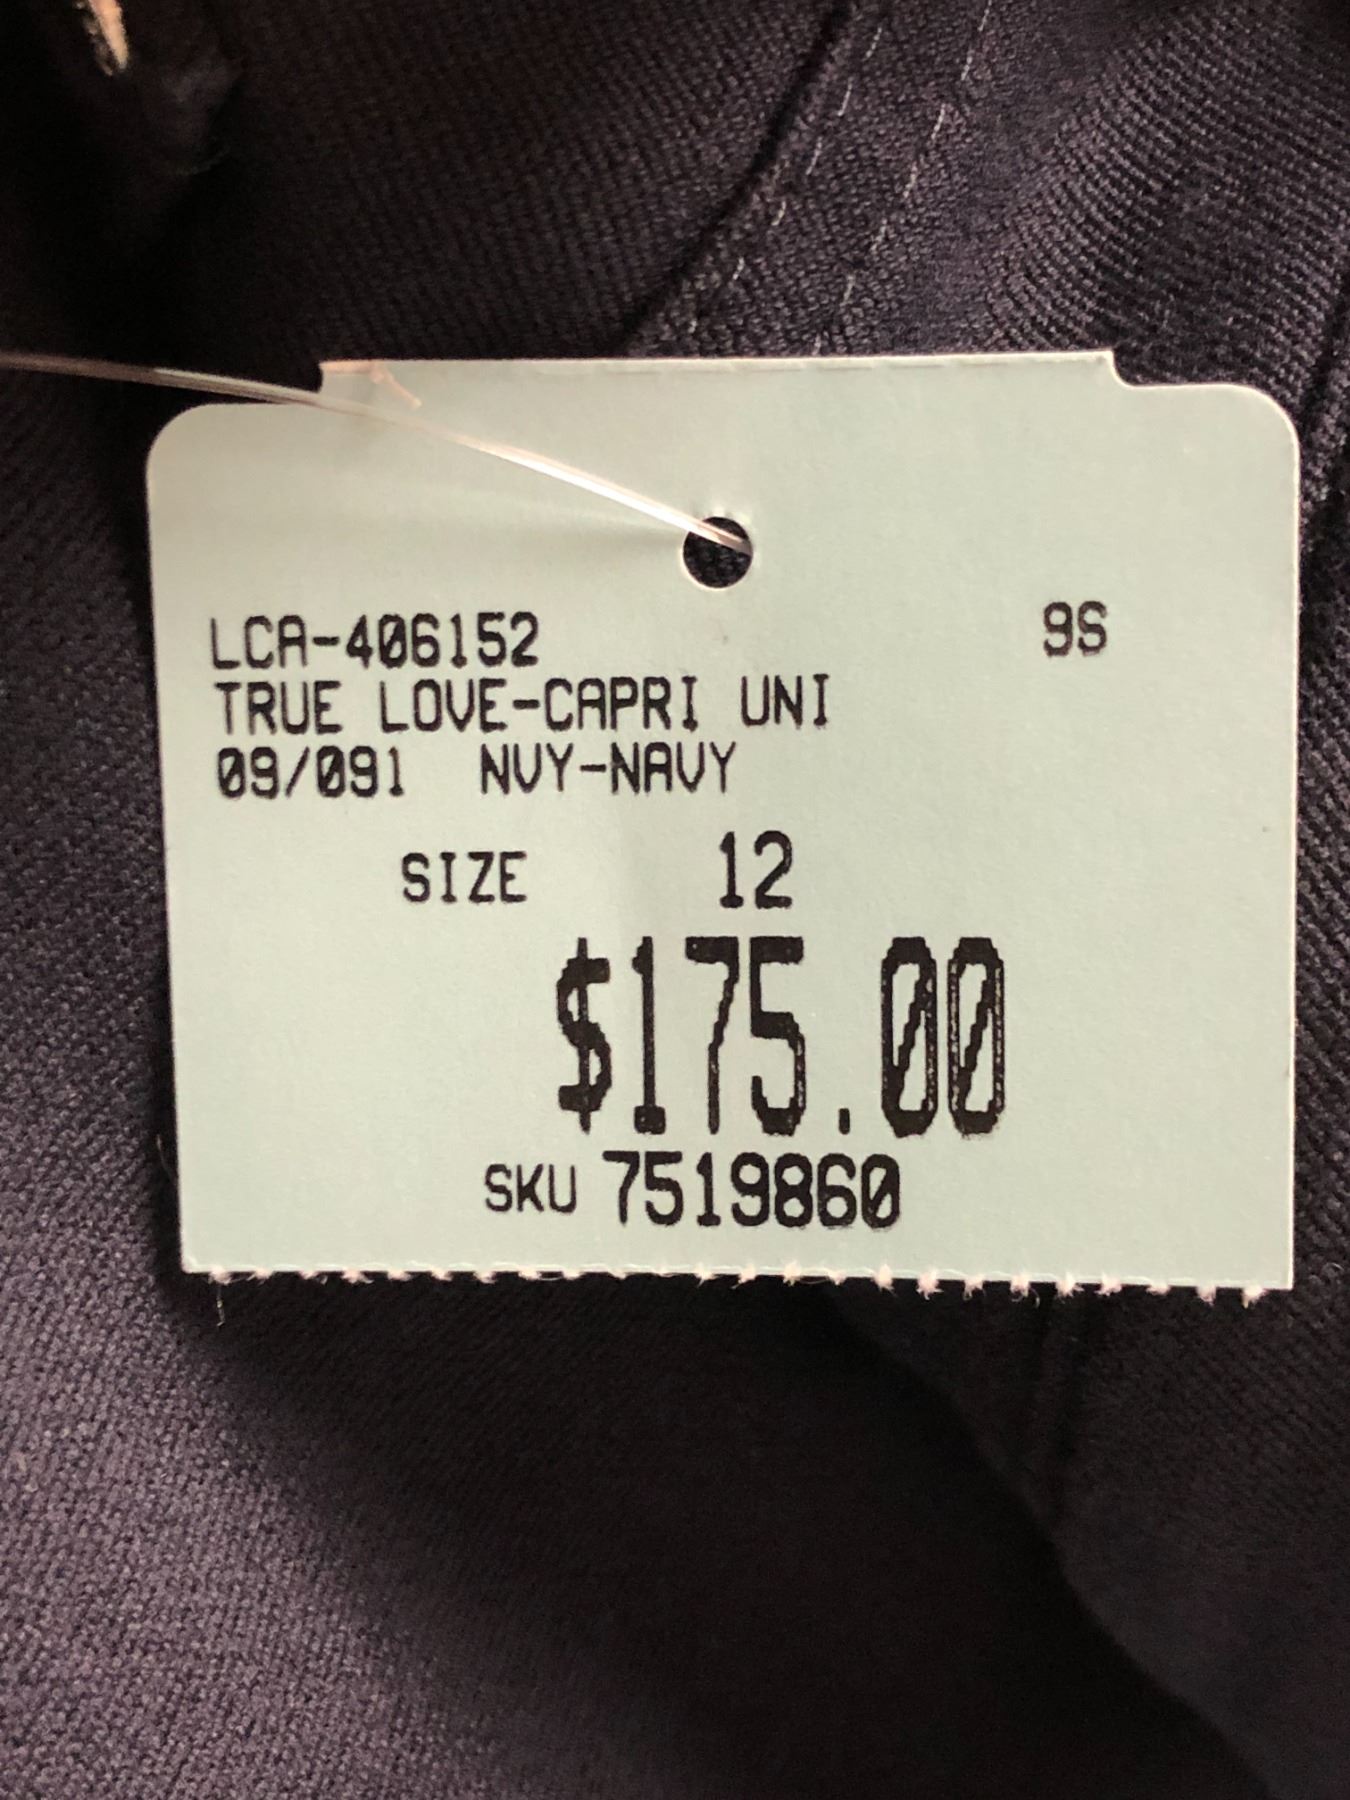 LCA-406152 9S
TRUE LOVE-CAPRI UNI
09/091 NVY-NAVY
SIZE 12
$175.00
SKU 7519860